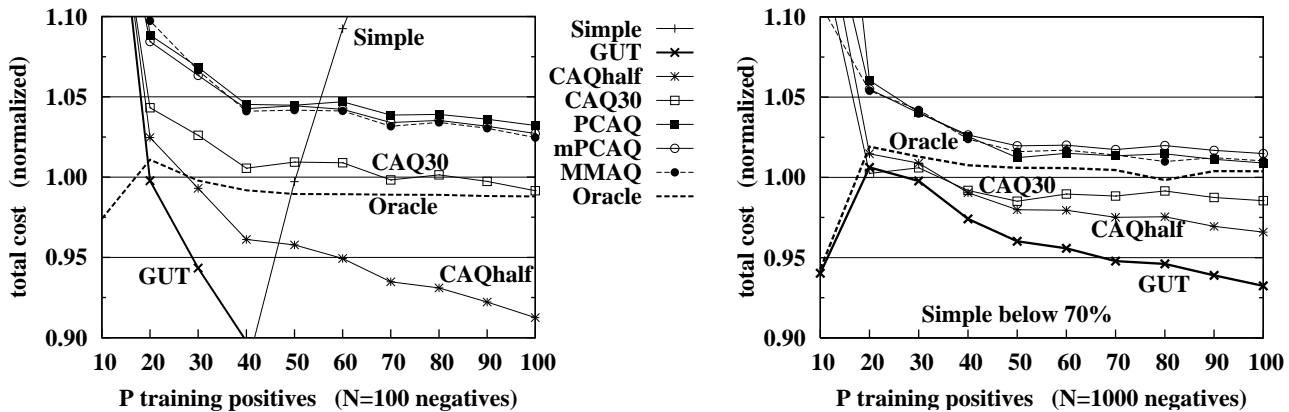 total cost (normalized)
1.10
1.05
1.00
0.95
0.90
10 20 30 40 50 60 70 80 90 100
P training positives (N=100 negatives)
Simple
CAQ30
Oracle
GUT
CAQhalf
Simple
GUT
CAQhalf
CAQ30
PCAQ
mPCAQ
MMAQ
Oracle
total cost (normalized)
1.10
1.05
1.00
0.95
0.90
10 20 30 40 50 60 70 80 90 100
P training positives (N=1000 negatives)
Oracle
CAQ30
CAQhalf
GUT
Simple below 70%